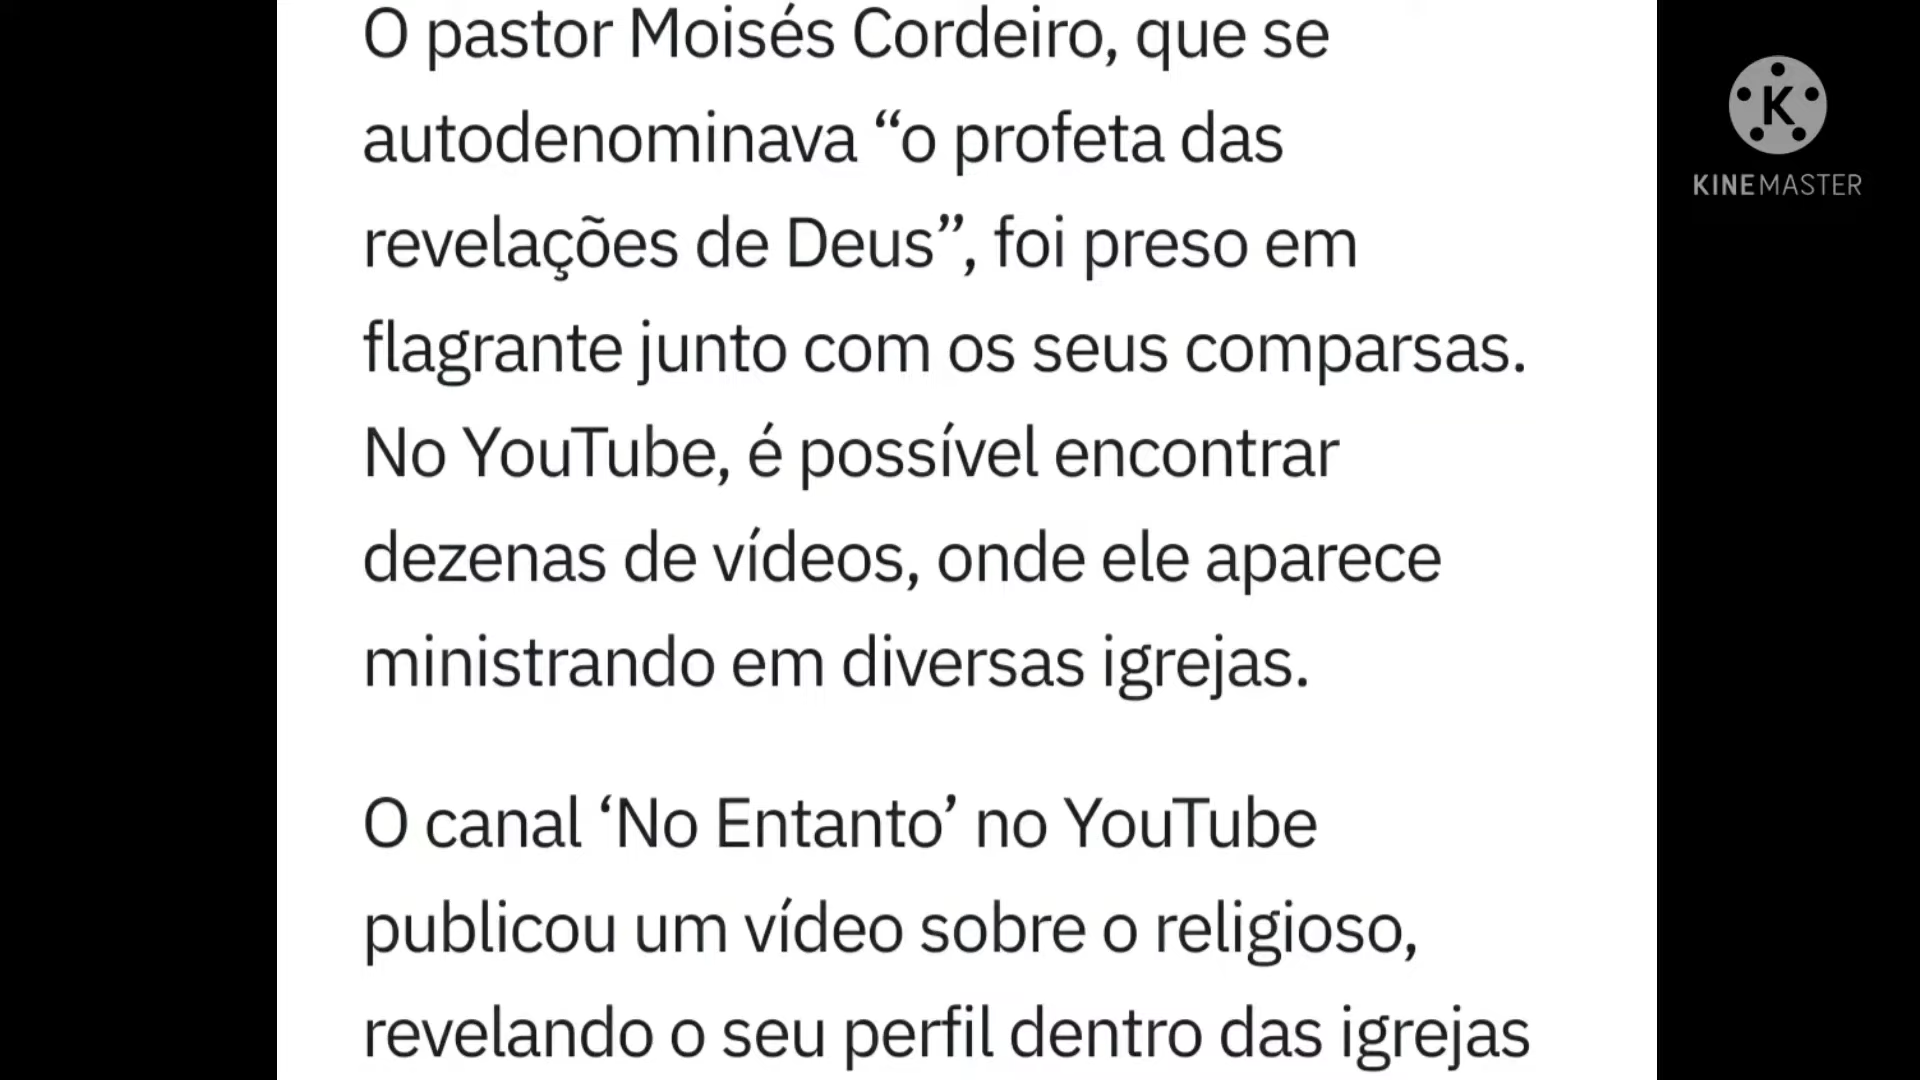 O pastor Moisés Cordeiro, que se
autodenominava “o profeta das
revelações de Deus”, foi preso em
flagrante junto com os seus comparsas.
No YouTube, é possível encontrar
dezenas de vídeos, onde ele aparece
ministrando em diversas igrejas.
O canal ‘No Entanto’ no YouTube
publicou um vídeo sobre o religioso,
revelando o seu perfil dentro das igrejas
K
KINEMASTER